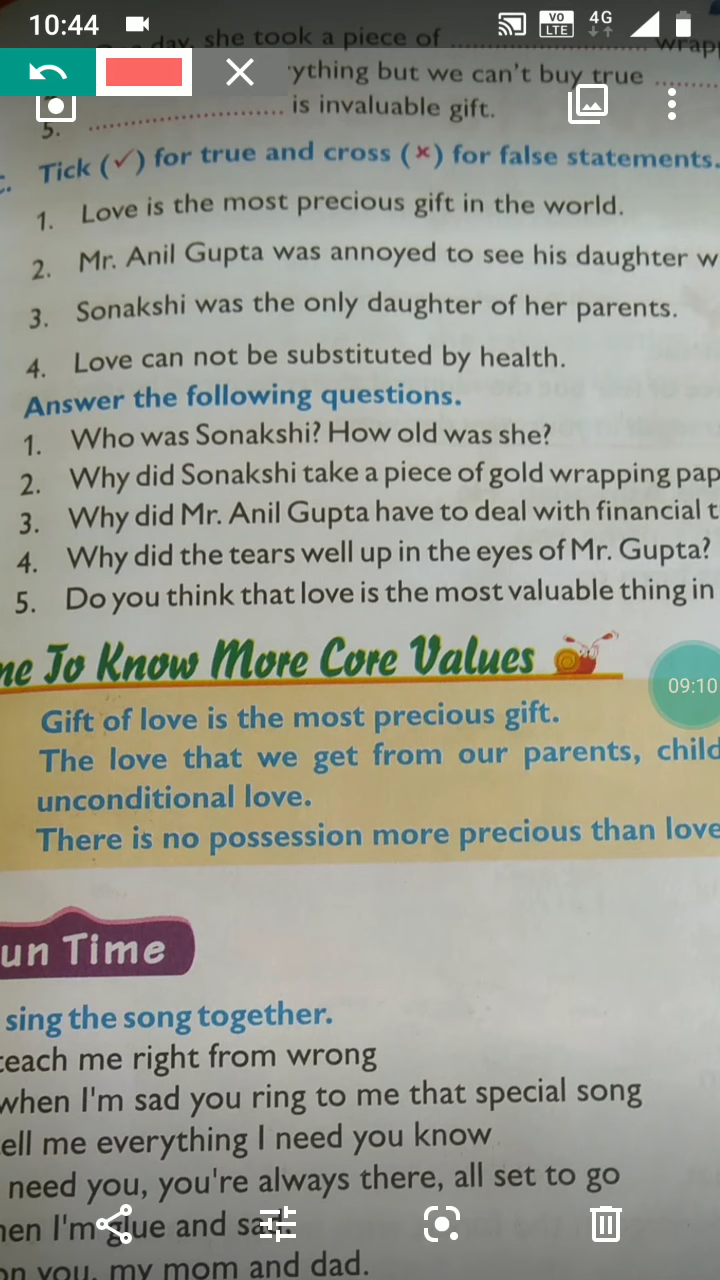 10:44 VO LTE 4G
day, she took a piece of .............................. wrapp
ything but we can't buy true .......
5. .............................. is invaluable gift.
Tick (✓) for true and cross (×) for false statements.
1. Love is the most precious gift in the world.
2. Mr. Anil Gupta was annoyed to see his daughter w
3. Sonakshi was the only daughter of her parents.
4. Love can not be substituted by health.
Answer the following questions.
1. Who was Sonakshi? How old was she?
2. Why did Sonakshi take a piece of gold wrapping pap
3. Why did Mr. Anil Gupta have to deal with financial t
4. Why did the tears well up in the eyes of Mr. Gupta?
5. Do you think that love is the most valuable thing in
me To Know More Core Values
09:10
Gift of love is the most precious gift.
The love that we get from our parents, child
unconditional love.
There is no possession more precious than love
un Time
sing the song together.
teach me right from wrong
when I'm sad you ring to me that special song
ell me everything I need you know
need you, you're always there, all set to go
hen I'm glue and sad.
on you, my mom and dad.